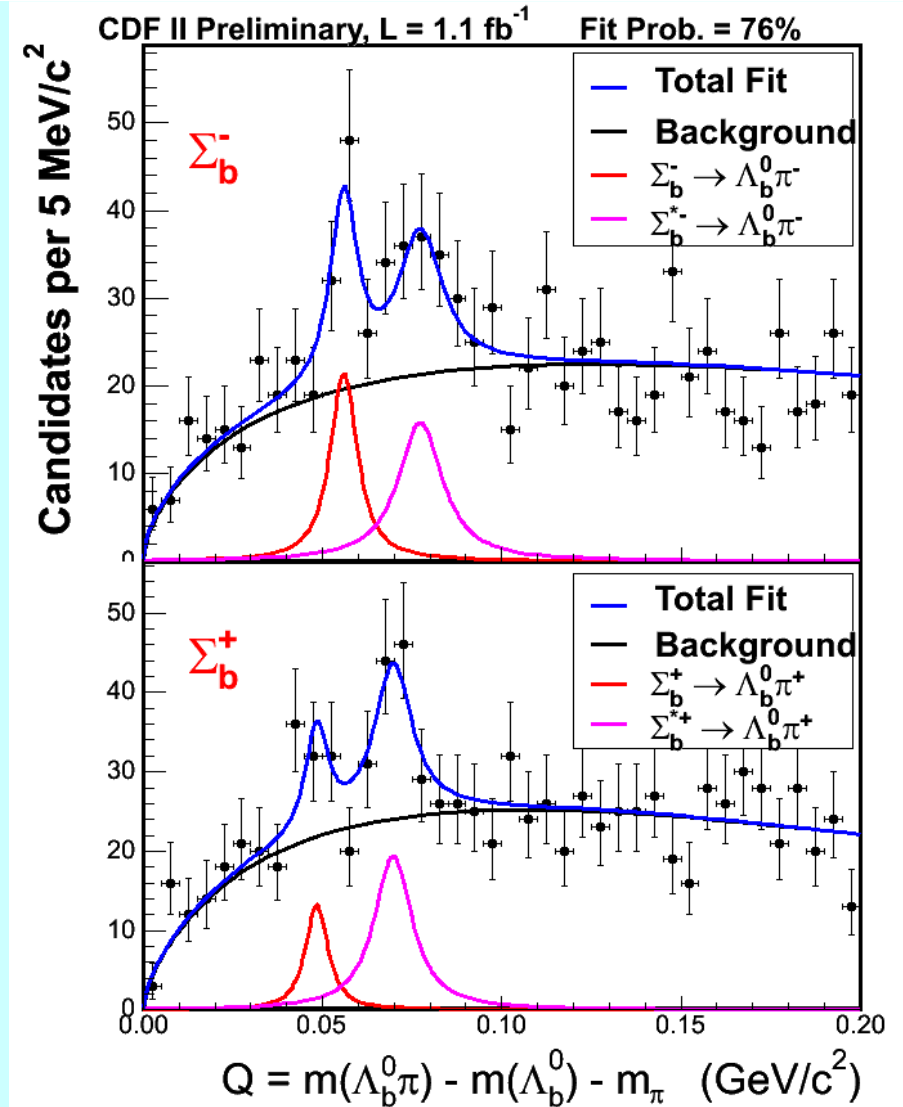 CDF II Preliminary, L = 1.1 fb⁻¹ Fit Prob. = 76%
Candidates per 5 MeV/c²
Σb⁻
Total Fit
Background
Σb⁻ → Λb⁰π⁻
Σb*⁻ → Λb⁰π⁻
50
40
30
20
10
0
Σb⁺
Total Fit
Background
Σb⁺ → Λb⁰π⁺
Σb*⁺ → Λb⁰π⁺
50
40
30
20
10
0
0.00 0.05 0.10 0.15 0.20
Q = m(Λb⁰π) - m(Λb⁰) - mπ (GeV/c²)